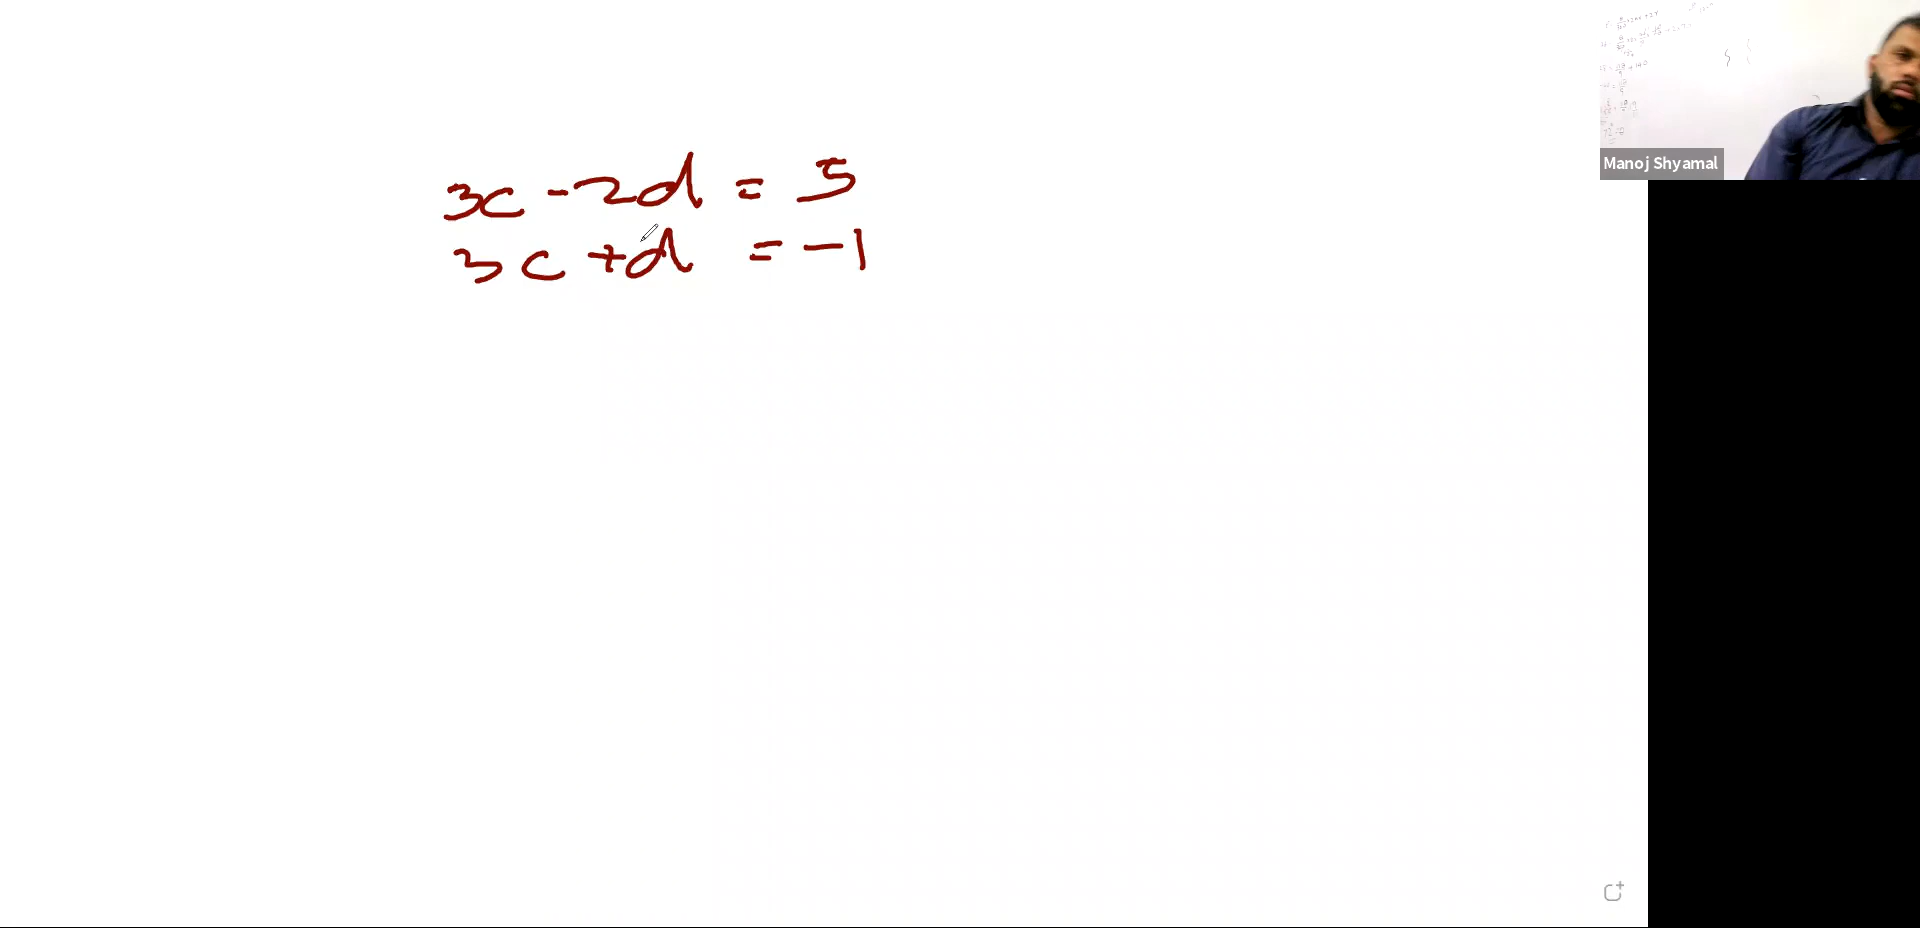 3c - 2d = 5
3c + d = -1
Manoj Shyamal